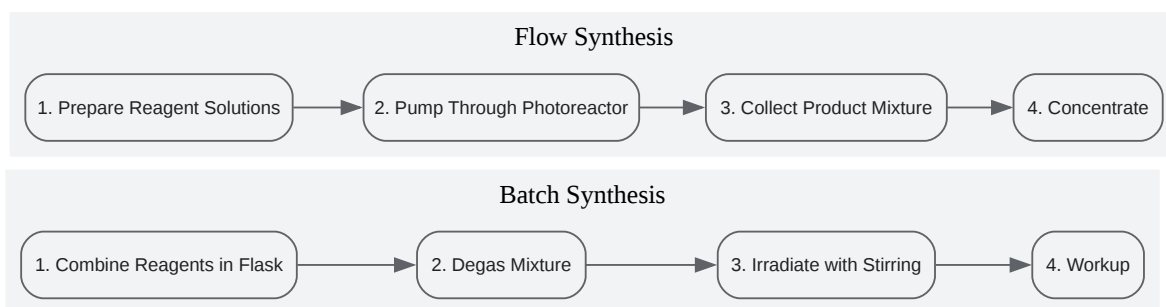 Flow Synthesis
1. Prepare Reagent Solutions
2. Pump Through Photoreactor
3. Collect Product Mixture
4. Concentrate
Batch Synthesis
1. Combine Reagents in Flask
2. Degas Mixture
3. Irradiate with Stirring
4. Workup